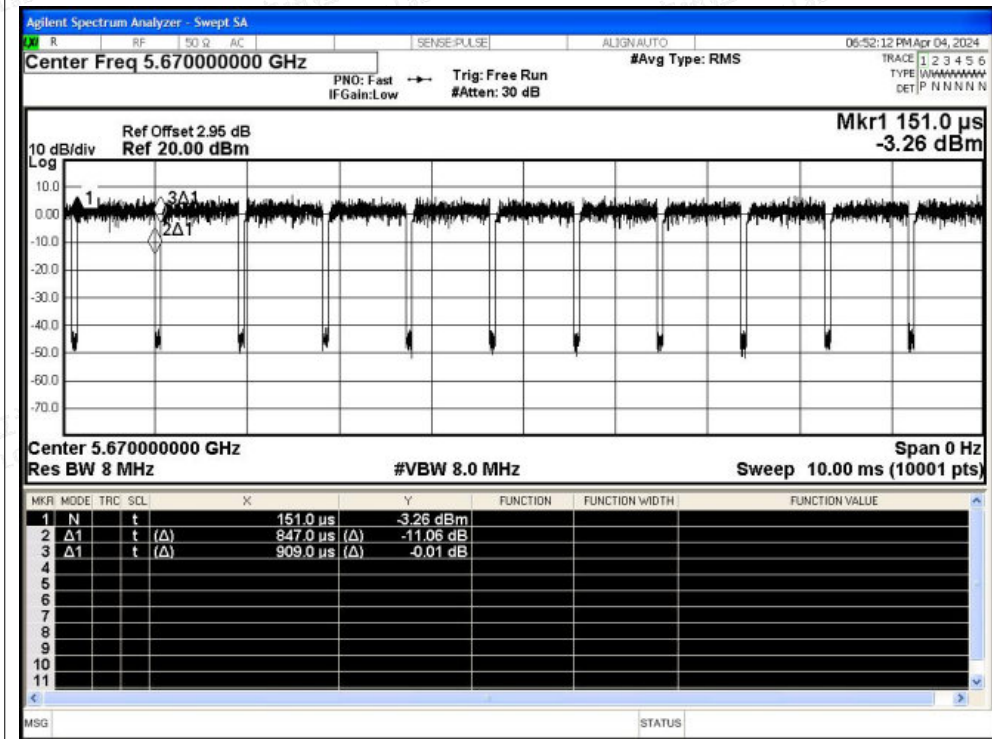 Agilent Spectrum Analyzer - Swept SA
LXI R RF 50 Ω AC SENSE:PULSE ALIGN AUTO 06:52:12 PM Apr 04, 2024
Center Freq 5.670000000 GHz #Avg Type: RMS TRACE 1 2 3 4 5 6
PNO: Fast Trig: Free Run TYPE
IFGain:Low #Atten: 30 dB DET P N N N N N
Mkr1 151.0 µs
-3.26 dBm
Ref Offset 2.95 dB
10 dB/div Ref 20.00 dBm
Log
10.0
0.00
-10.0
-20.0
-30.0
-40.0
-50.0
-60.0
-70.0
1
3Δ1
2Δ1
Center 5.670000000 GHz Span 0 Hz
Res BW 8 MHz #VBW 8.0 MHz Sweep 10.00 ms (10001 pts)
MKR MODE TRC SCL X Y FUNCTION FUNCTION WIDTH FUNCTION VALUE
1 N t 151.0 µs -3.26 dBm
2 Δ1 t (Δ) 847.0 µs (Δ) -11.06 dB
3 Δ1 t (Δ) 909.0 µs (Δ) -0.01 dB
4
5
6
7
8
9
10
11
MSG STATUS